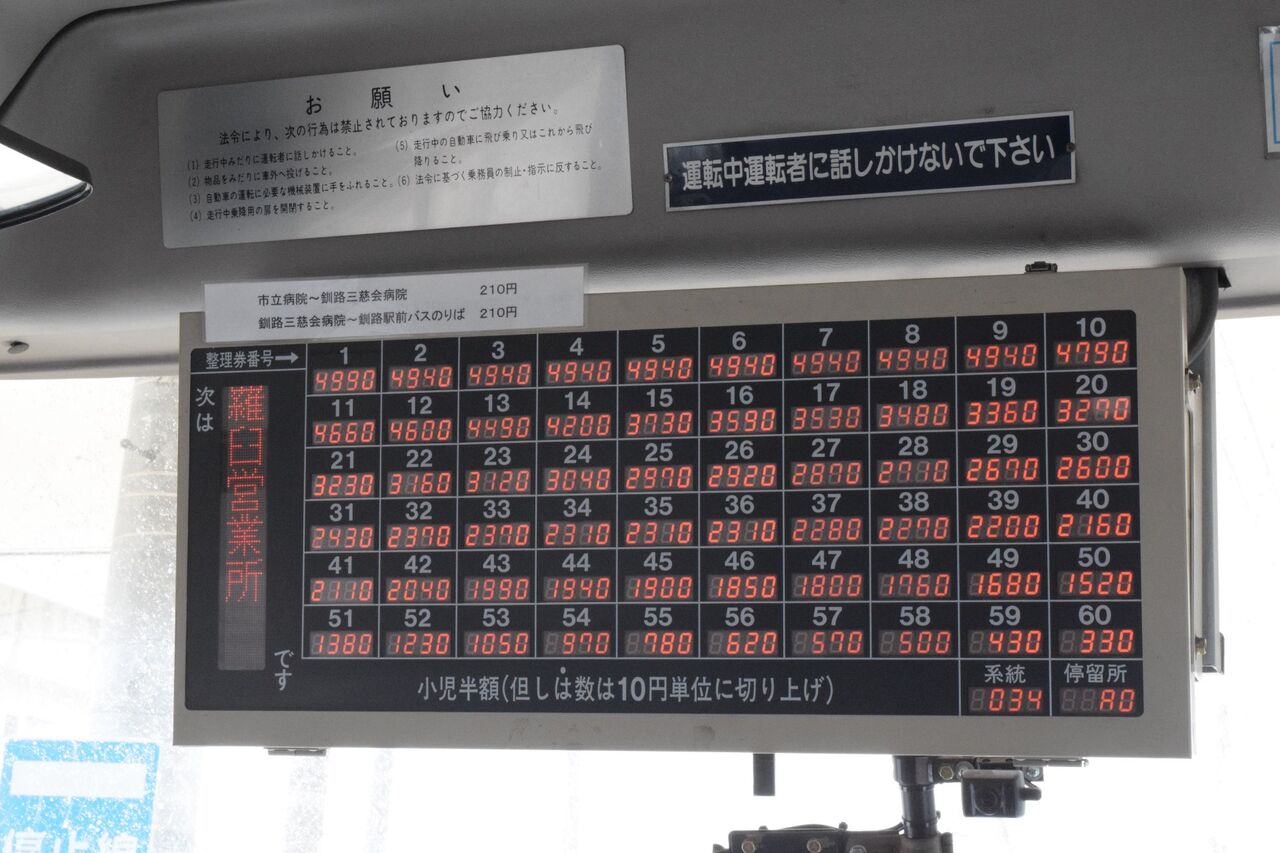 お願い
法令により、次の行為は禁止されておりますのでご協力ください。
(1) 走行中みだりに運転者に話しかけること。
(2) 物品をみだりに車外へ投げること。
(3) 自動車の運転に必要な機械装置に手をふれること。
(4) 走行中乗降用の扉を開閉すること。
(5) 走行中の自動車に飛び乗り又はこれから飛び
降りること。
(6) 法令に基づく乗務員の制止・指示に反すること。
運転中運転者に話しかけないで下さい
市立病院～釧路三慈会病院 210円
釧路三慈会病院～釧路駅前バスのりば 210円
整理券番号→
次は
羅臼営業所
です
1 2 3 4 5 6 7 8 9 10
4990 4940 4940 4940 4940 4940 4940 4940 4940 4790
11 12 13 14 15 16 17 18 19 20
4660 4600 4490 4200 3730 3590 3530 3480 3360 3270
21 22 23 24 25 26 27 28 29 30
3230 3160 3120 3040 2970 2920 2870 2710 2670 2600
31 32 33 34 35 36 37 38 39 40
2430 2370 2370 2310 2310 2310 2280 2270 2200 2160
41 42 43 44 45 46 47 48 49 50
2110 2040 1990 1940 1900 1850 1800 1760 1680 1520
51 52 53 54 55 56 57 58 59 60
1380 1230 1050 970 780 620 570 500 430 330
小児半額(但しは数は10円単位に切り上げ)
系統 停留所
034 A0
停止線